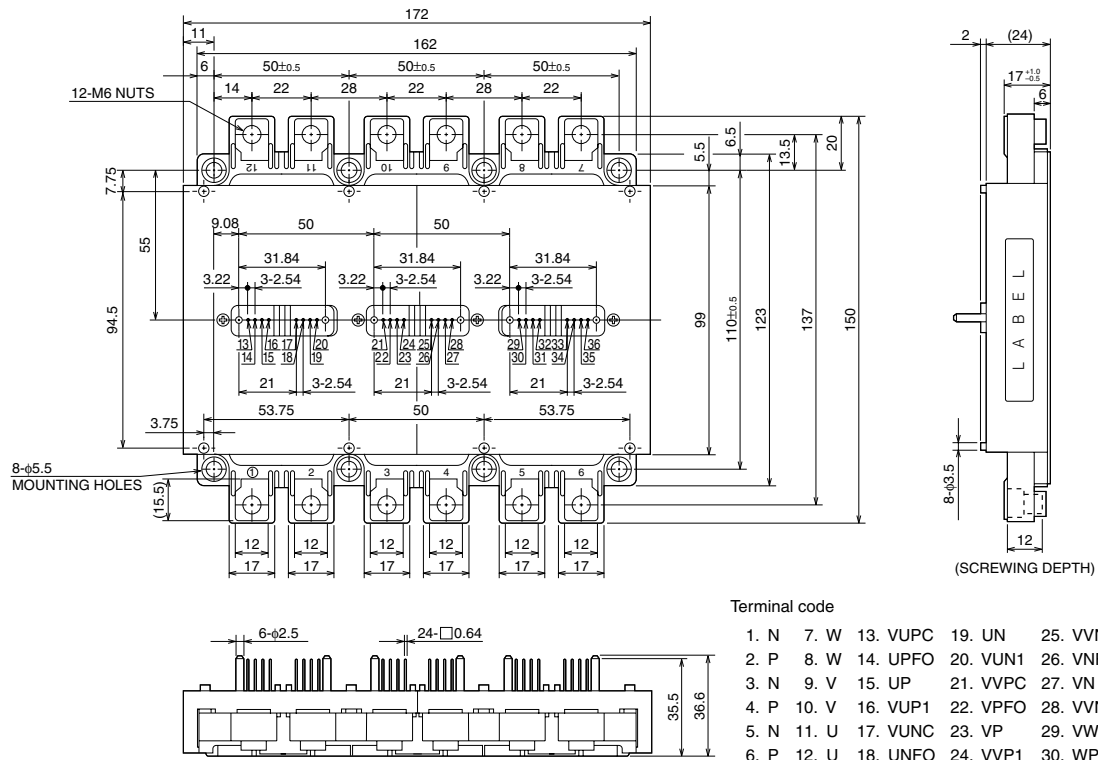 172
11
162
6
50±0.5 50±0.5 50±0.5
14 22 28 22 28 22
12-M6 NUTS
12 11 10 9 8 7
5.5
6.5
13.5
20
7.75
55
94.5
9.08 50 50
31.84 31.84 31.84
3.22 3-2.54 3.22 3-2.54 3.22 3-2.54
13 16 17 20 21 24 25 28 29 32 33 36
14 15 18 19 22 23 26 27 30 31 34 35
21 3-2.54 21 3-2.54 21 3-2.54
53.75 50 53.75
3.75
99
110±0.5
123
137
150
8-ϕ5.5
MOUNTING HOLES
(15.5)
1 2 3 4 5 6
12 12 12 12 12 12
17 17 17 17 17 17
2 (24)
17 +1.0 -0.5
6
LABEL
8-ϕ3.5
12
(SCREWING DEPTH)
6-ϕ2.5
24-□0.64
35.5
36.6
Terminal code
1. N 7. W 13. VUPC 19. UN 25. VV
2. P 8. W 14. UPFO 20. VUN1 26. VN
3. N 9. V 15. UP 21. VVPC 27. VN
4. P 10. V 16. VUP1 22. VPFO 28. VV
5. N 11. U 17. VUNC 23. VP 29. VW
6. P 12. U 18. UNFO 24. VVP1 30. WP